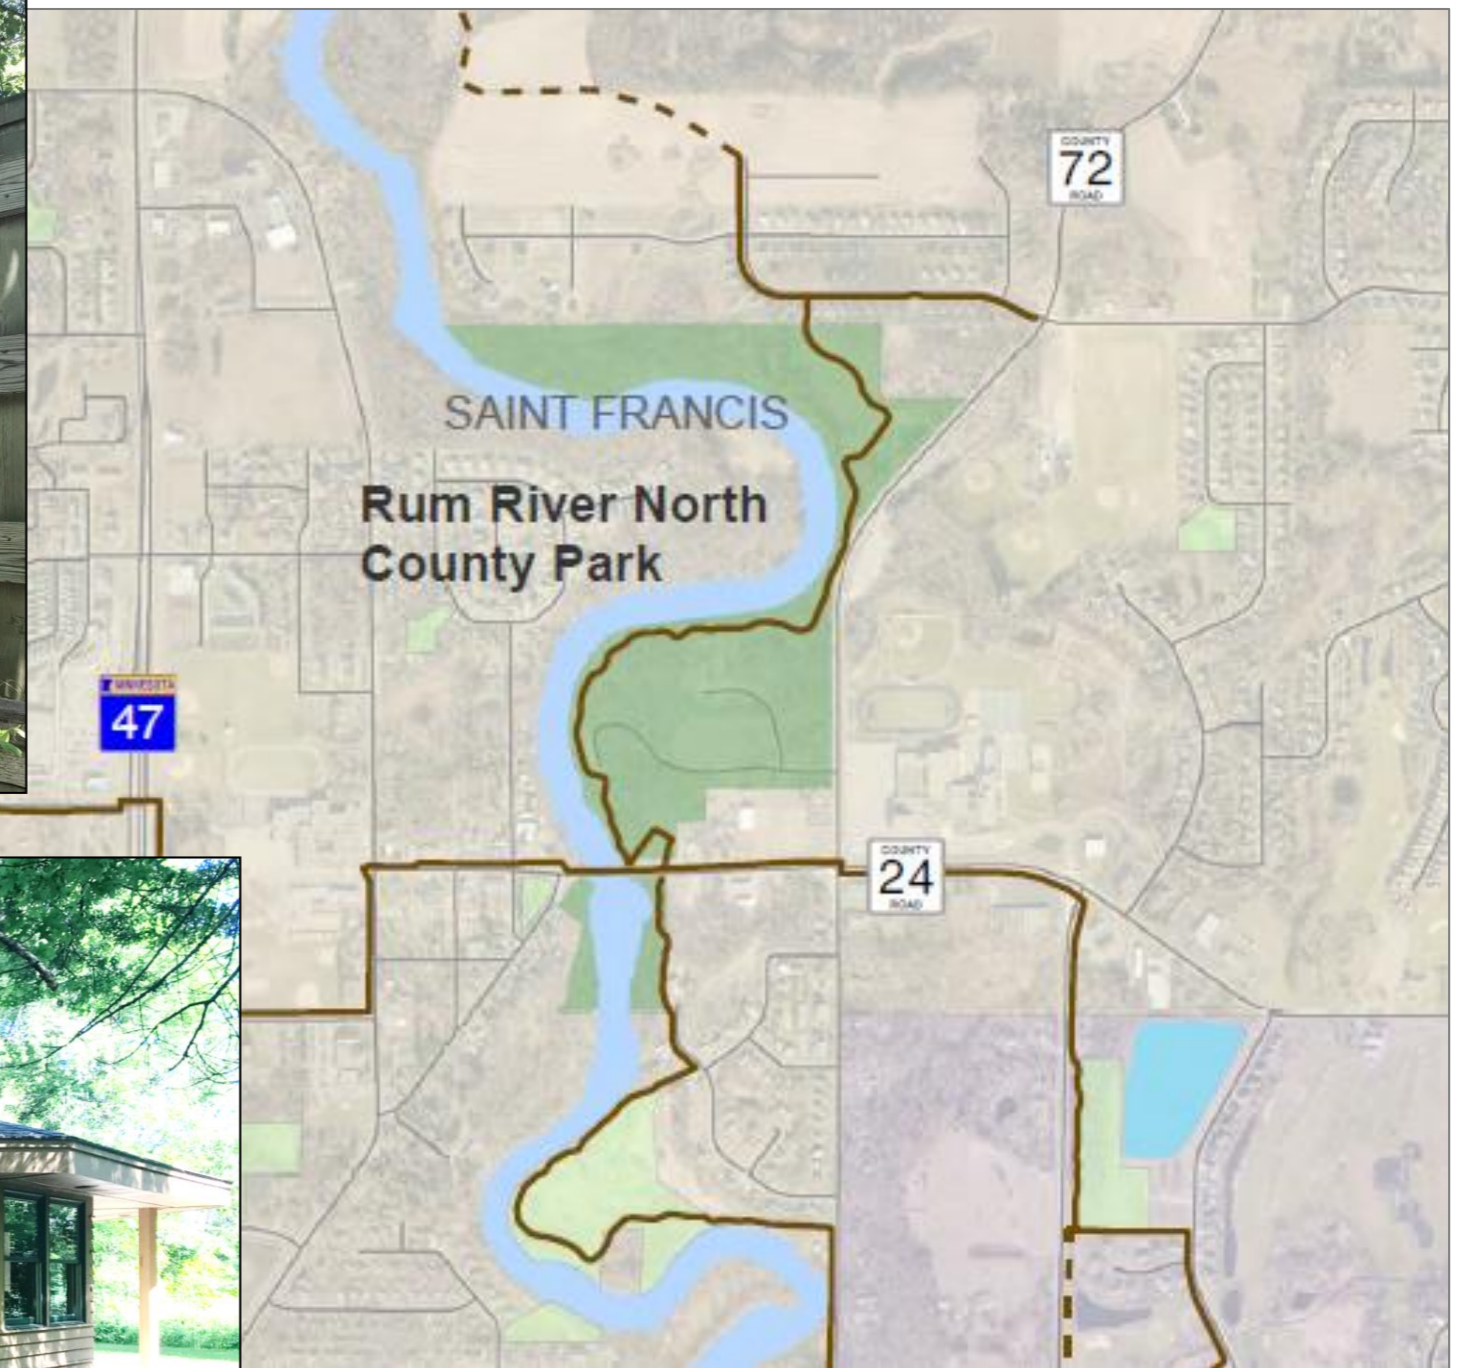 COUNTY
72
ROAD
SAINT FRANCIS
Rum River North
County Park
MINNESOTA
47
COUNTY
24
ROAD